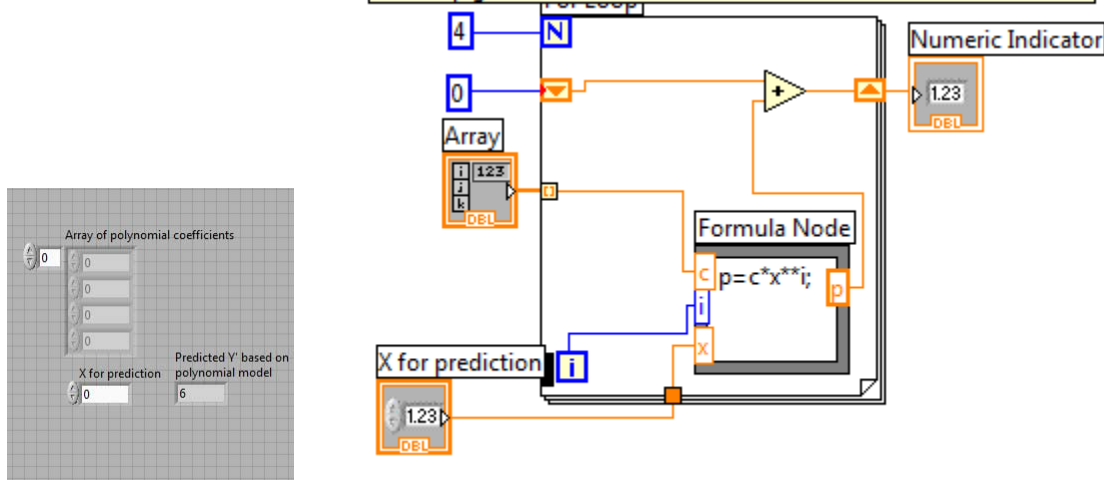 For Loop
4
N
0
+
Numeric Indicator
1.23
DBL
Array
i 123
j
k
DBL
Formula Node
c
p=c*x**i;
p
i
x
X for prediction
i
1.23
DBL
Array of polynomial coefficients
0
0
0
0
0
X for prediction
0
Predicted Y' based on
polynomial model
6